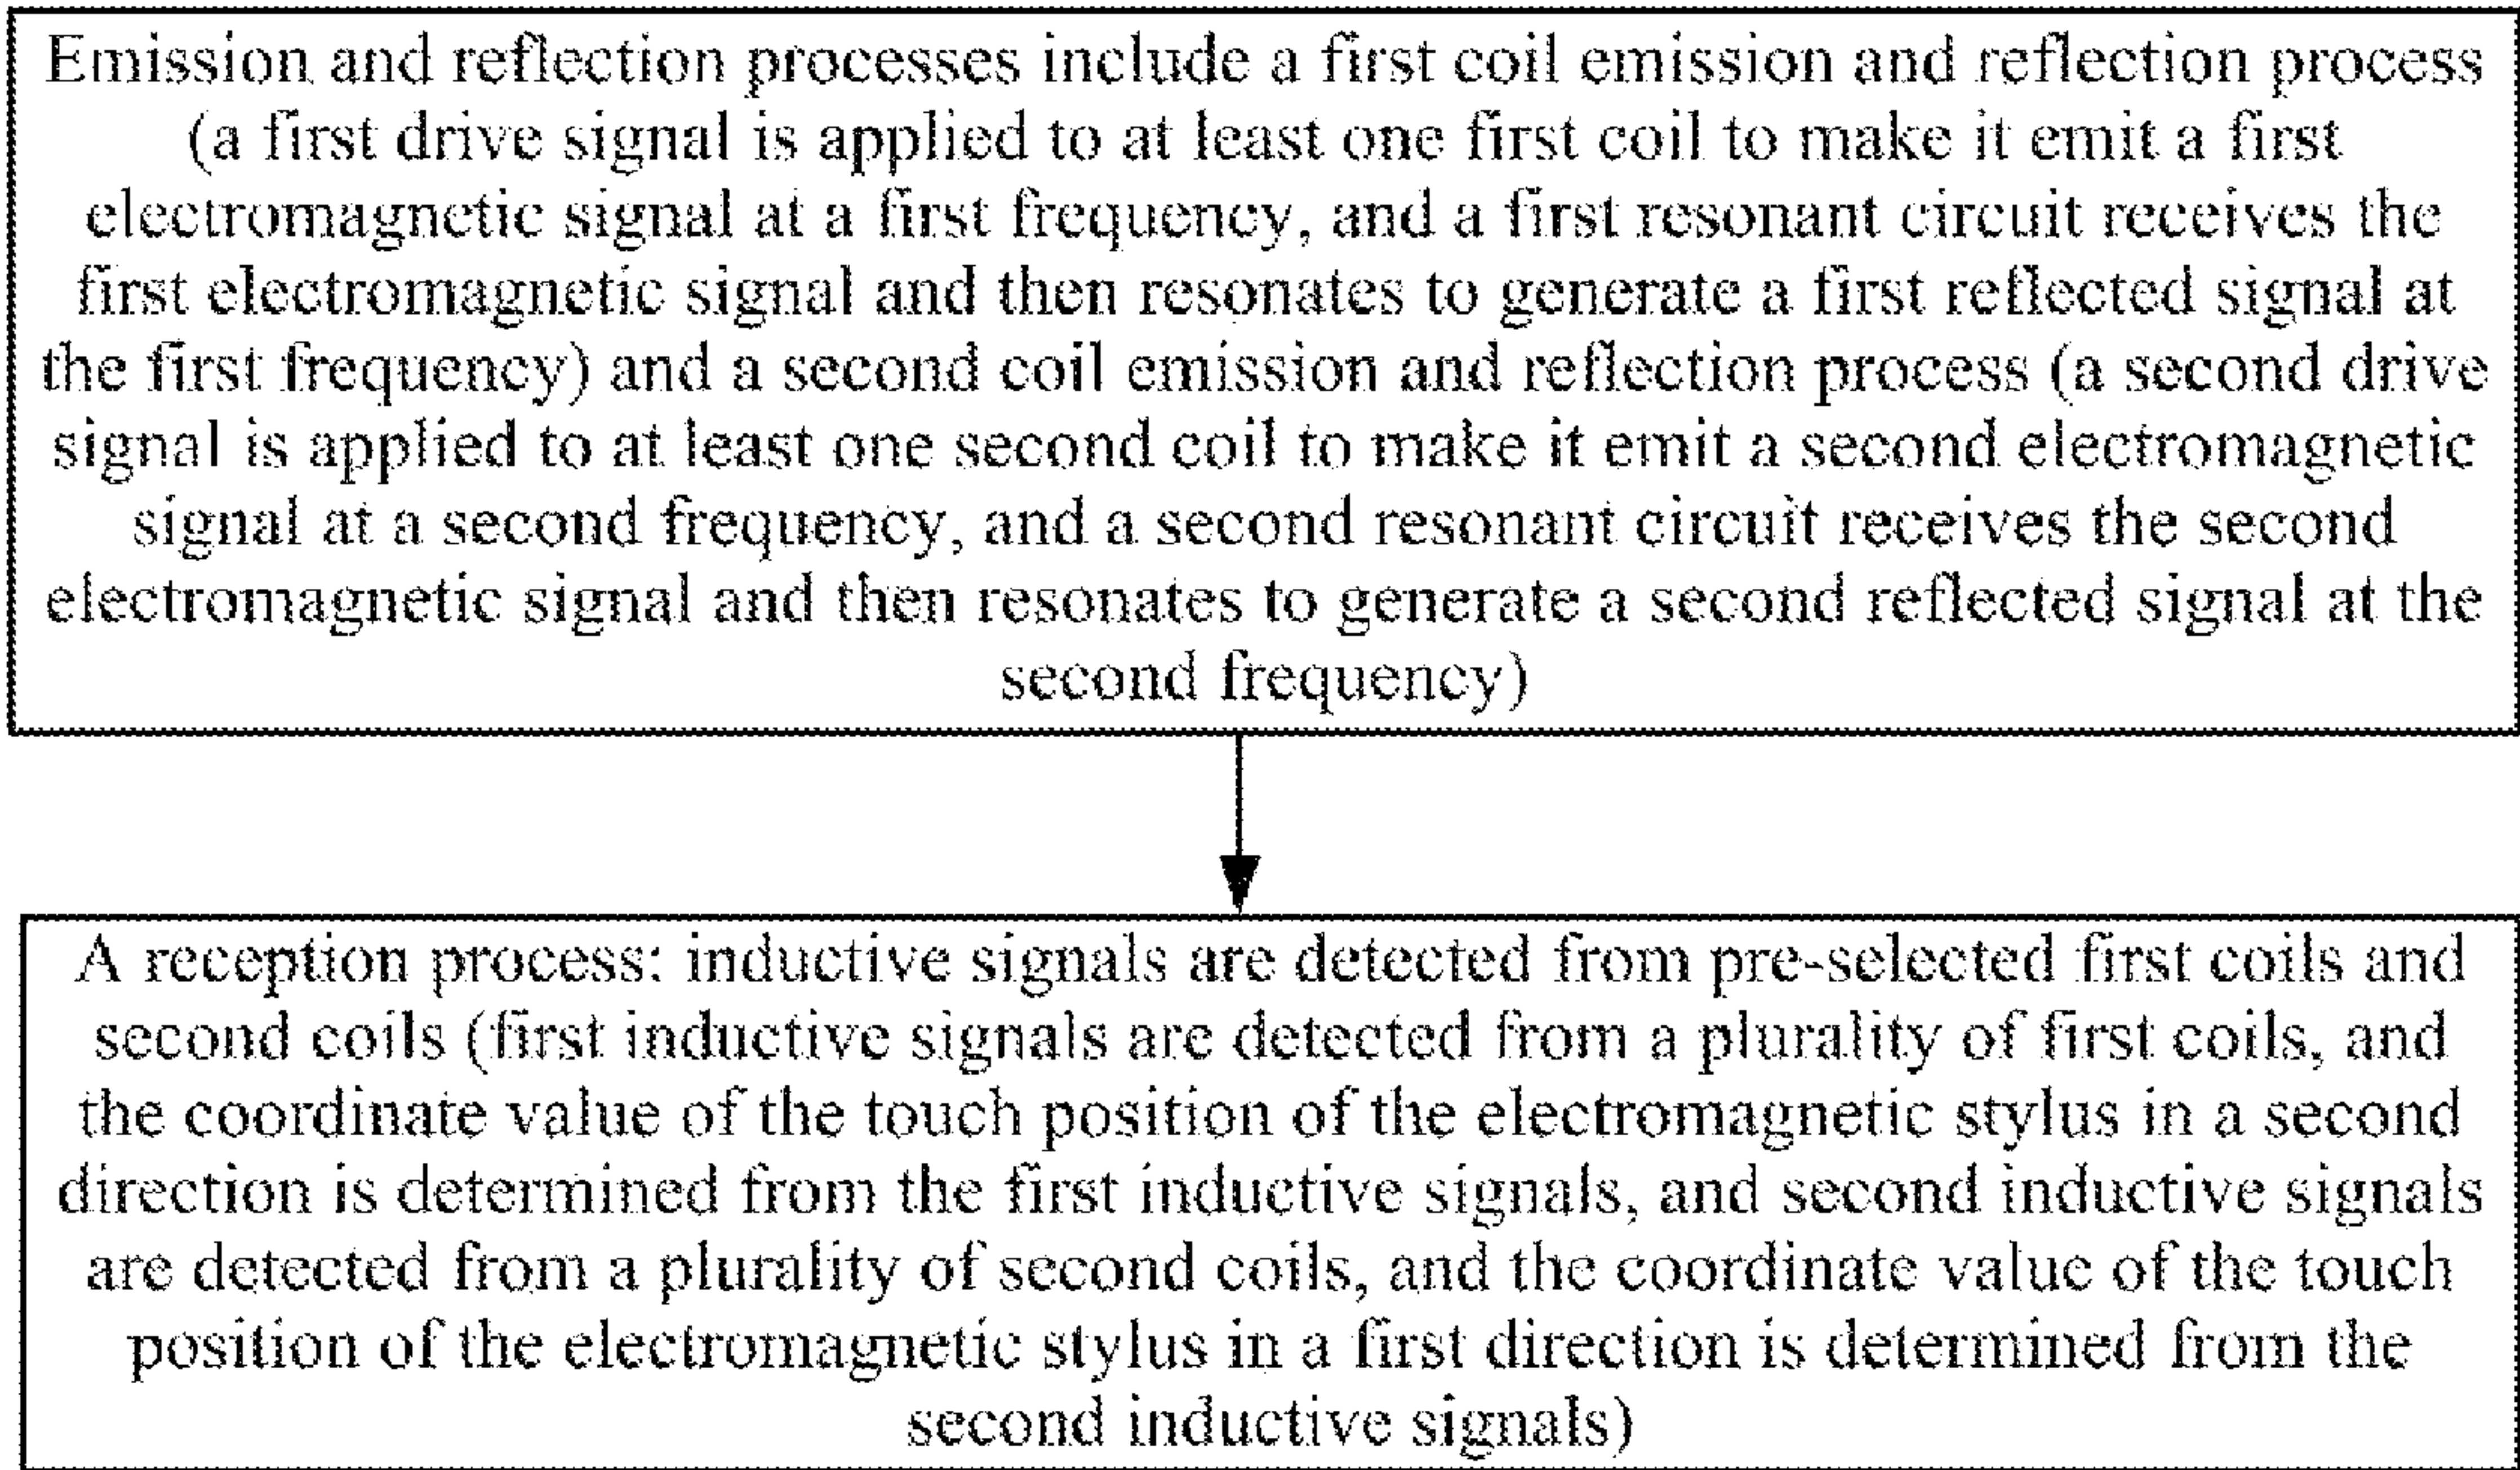 Emission and reflection processes include a first coil emission and reflection process
(a first drive signal is applied to at least one first coil to make it emit a first
electromagnetic signal at a first frequency, and a first resonant circuit receives the
first electromagnetic signal and then resonates to generate a first reflected signal at
the first frequency) and a second coil emission and reflection process (a second drive
signal is applied to at least one second coil to make it emit a second electromagnetic
signal at a second frequency, and a second resonant circuit receives the second
electromagnetic signal and then resonates to generate a second reflected signal at the
second frequency)
A reception process: inductive signals are detected from pre-selected first coils and
second coils (first inductive signals are detected from a plurality of first coils, and
the coordinate value of the touch position of the electromagnetic stylus in a second
direction is determined from the first inductive signals, and second inductive signals
are detected from a plurality of second coils, and the coordinate value of the touch
position of the electromagnetic stylus in a first direction is determined from the
second inductive signals)